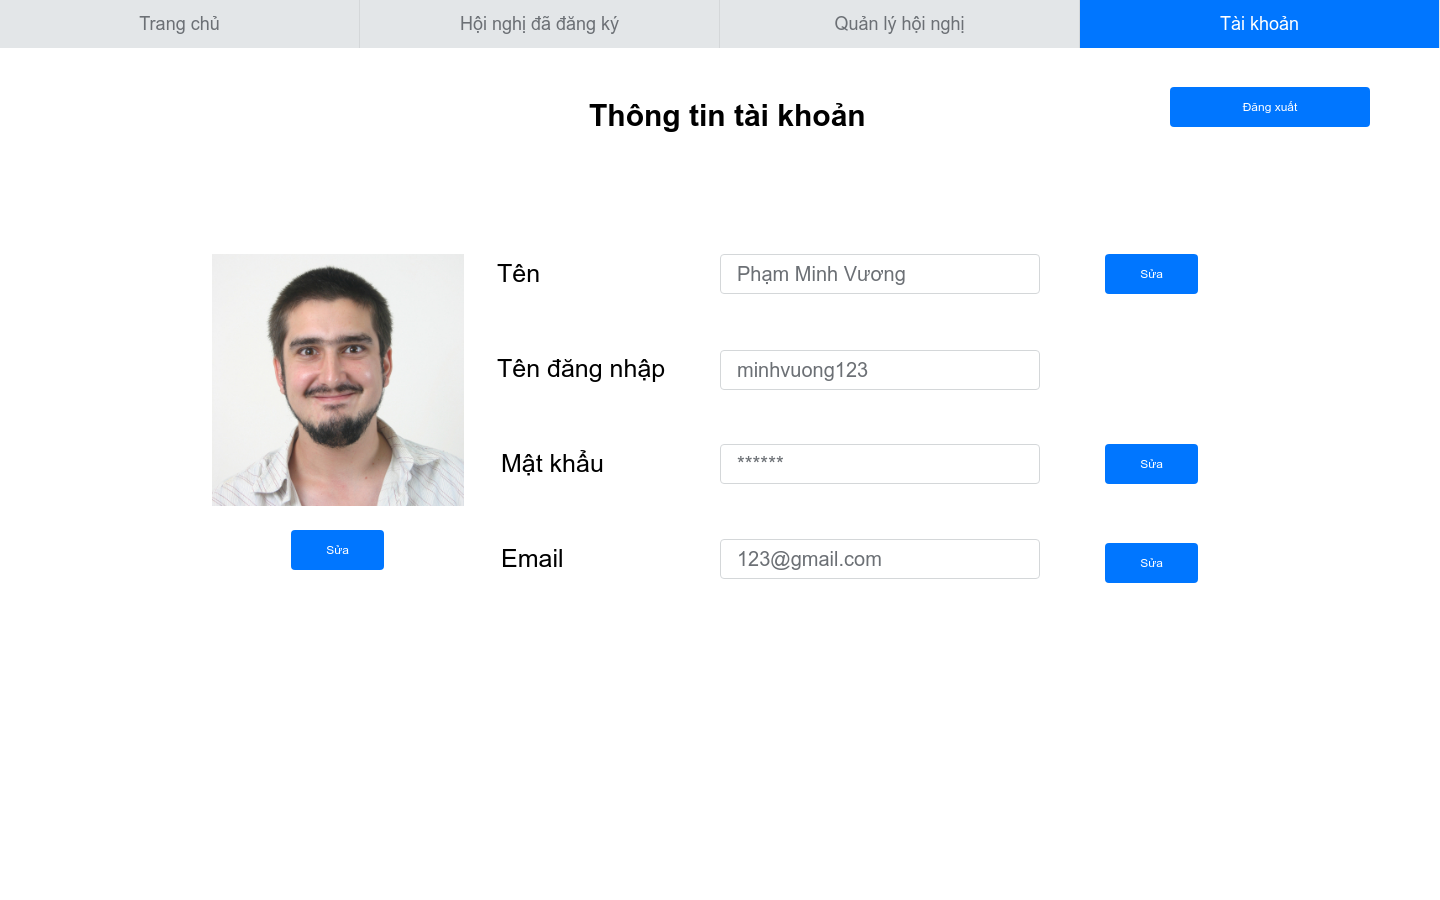 Trang chủ
Hội nghị đã đăng ký
Quản lý hội nghị
Tài khoản
Thông tin tài khoản
Đăng xuất
Tên
Phạm Minh Vương
Sửa
Tên đăng nhập
minhvuong123
Mật khẩu
******
Sửa
Sửa
Email
123@gmail.com
Sửa